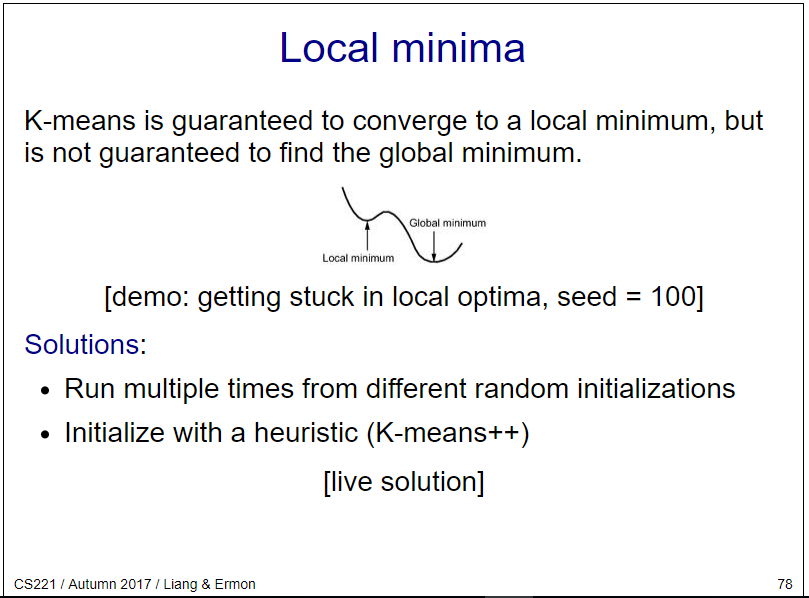 Local minima
K-means is guaranteed to converge to a local minimum, but
is not guaranteed to find the global minimum.
Global minimum
Local minimum
[demo: getting stuck in local optima, seed = 100]
Solutions:
• Run multiple times from different random initializations
• Initialize with a heuristic (K-means++)
[live solution]
CS221 / Autumn 2017 / Liang & Ermon
78